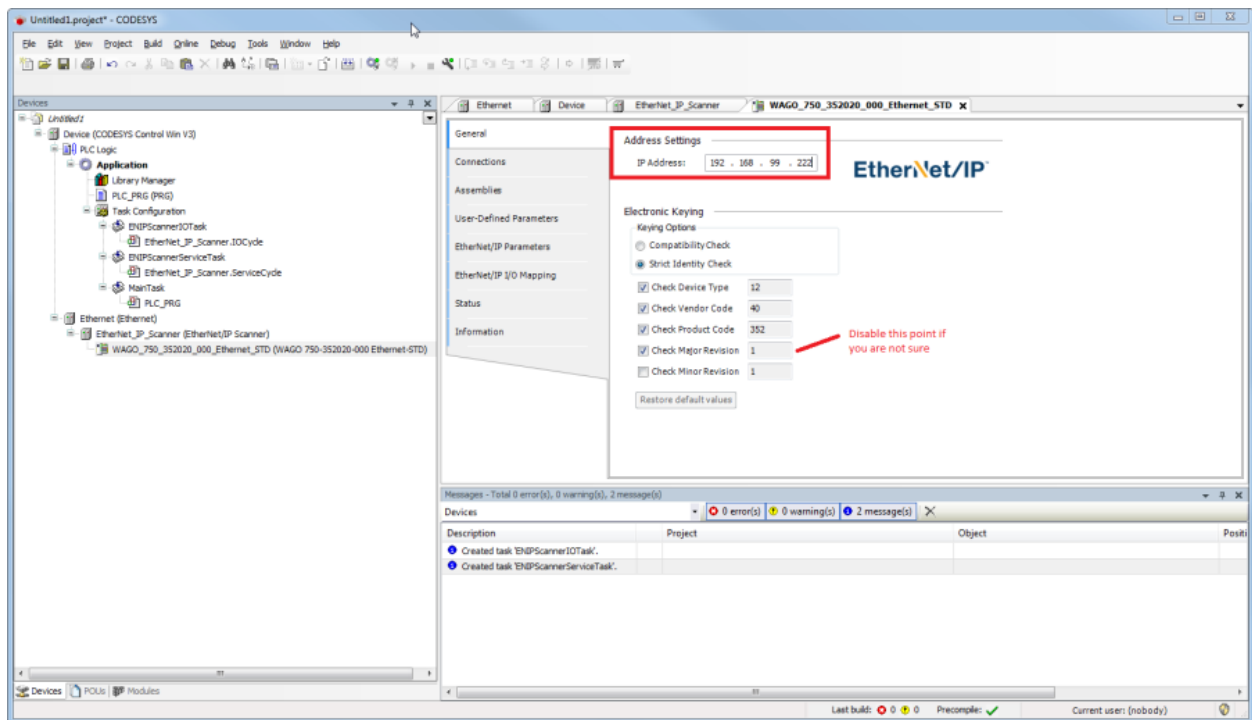 Untitled1.project* - CODESYS
File Edit View Project Build Online Debug Tools Window Help
Devices
Untitled1
Device (CODESYS Control Win V3)
PLC Logic
Application
Library Manager
PLC_PRG (PRG)
Task Configuration
ENIPScannerIOTask
EtherNet_IP_Scanner.IOCycle
ENIPScannerServiceTask
EtherNet_IP_Scanner.ServiceCycle
MainTask
PLC_PRG
Ethernet (Ethernet)
EtherNet_IP_Scanner (EtherNet/IP Scanner)
WAGO_750_352020_000_Ethernet_STD (WAGO 750-352020-000 Ethernet-STD)
Devices POUs Modules
Ethernet Device EtherNet_IP_Scanner WAGO_750_352020_000_Ethernet_STD
General
Connections
Assemblies
User-Defined Parameters
EtherNet/IP Parameters
EtherNet/IP I/O Mapping
Status
Information
Address Settings
IP Address: 192 . 168 . 99 . 222
EtherNet/IP
Electronic Keying
Keying Options
Compatibility Check
Strict Identity Check
Check Device Type 12
Check Vendor Code 40
Check Product Code 352
Check Major Revision 1
Check Minor Revision 1
Disable this point if
you are not sure
Restore default values
Messages - Total 0 error(s), 0 warning(s), 2 message(s)
Devices 0 error(s) 0 warning(s) 2 message(s)
Description Project Object Positi
Created task 'ENIPScannerIOTask'.
Created task 'ENIPScannerServiceTask'.
Last build: 0 0 Precompile: Current user: (nobody)